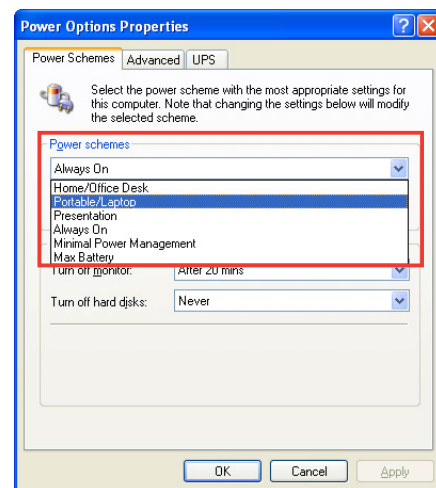 Power Options Properties
Power Schemes
Advanced
UPS
Select the power scheme with the most appropriate settings for
this computer. Note that changing the settings below will modify
the selected scheme.
Power schemes
Always On
Home/Office Desk
Portable/Laptop
Presentation
Always On
Minimal Power Management
Max Battery
Turn off monitor: After 20 mins
Turn off hard disks: Never
OK Cancel Apply